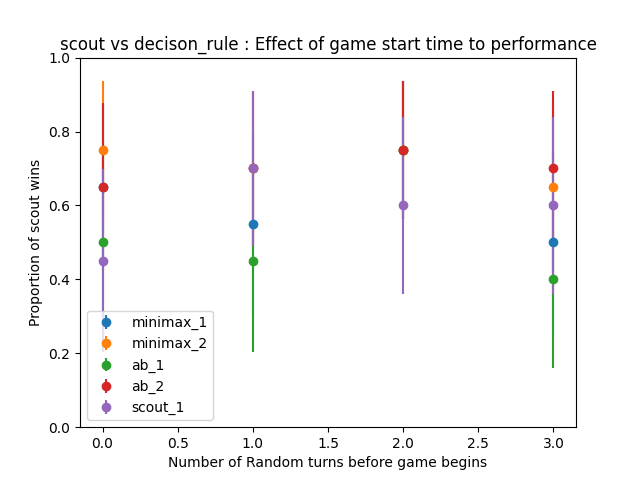 scout vs decison_rule : Effect of game start time to performance
Proportion of scout wins
1.0
0.8
0.6
0.4
0.2
0.0
minimax_1
minimax_2
ab_1
ab_2
scout_1
0.0 0.5 1.0 1.5 2.0 2.5 3.0
Number of Random turns before game begins